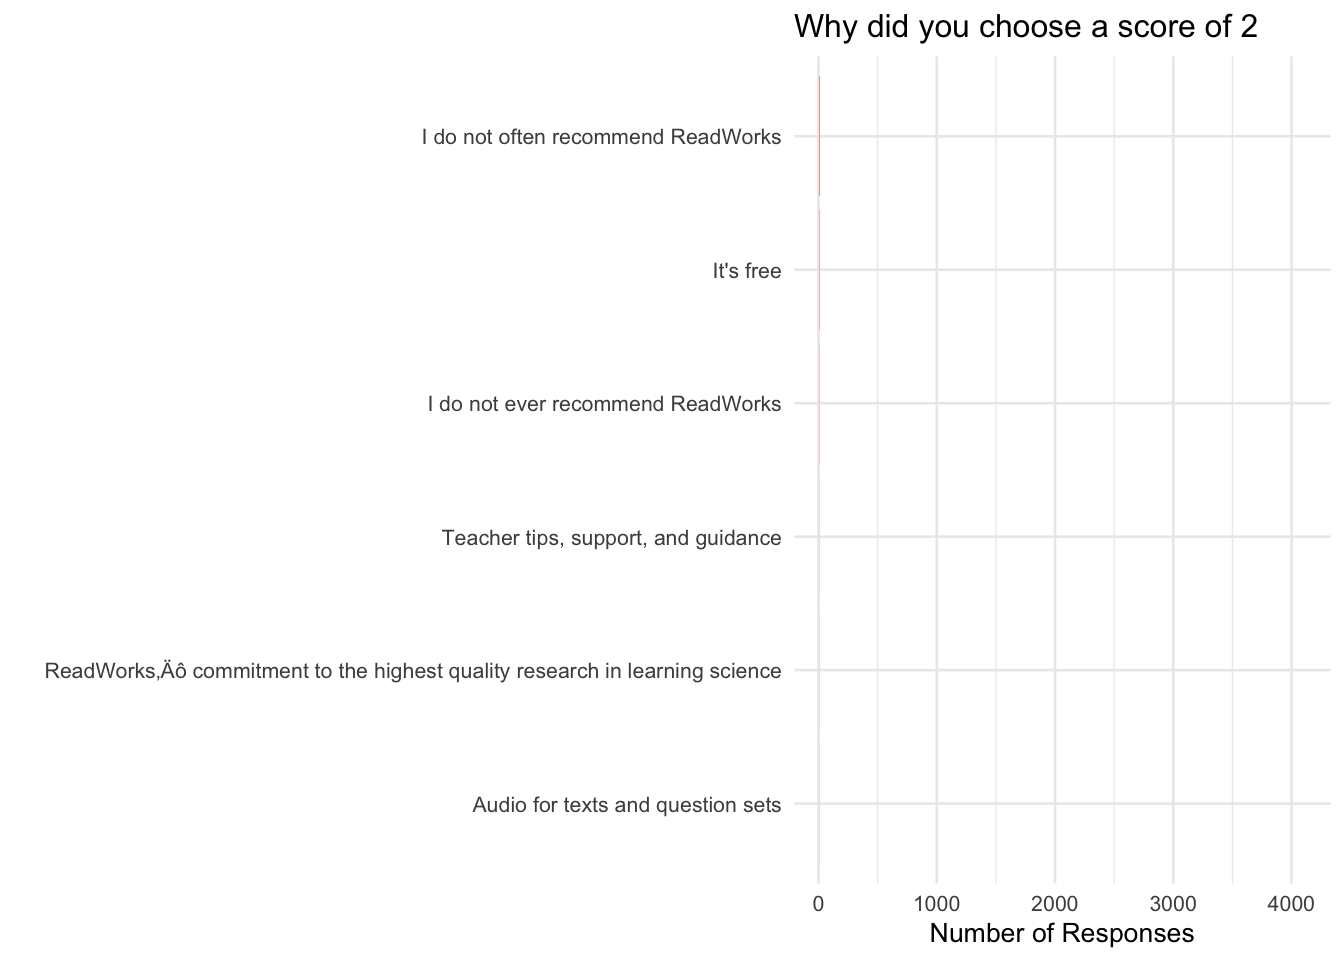 Why did you choose a score of 2
I do not often recommend ReadWorks
It's free
I do not ever recommend ReadWorks
Teacher tips, support, and guidance
ReadWorks‚Äô commitment to the highest quality research in learning science
Audio for texts and question sets
0 1000 2000 3000 4000
Number of Responses